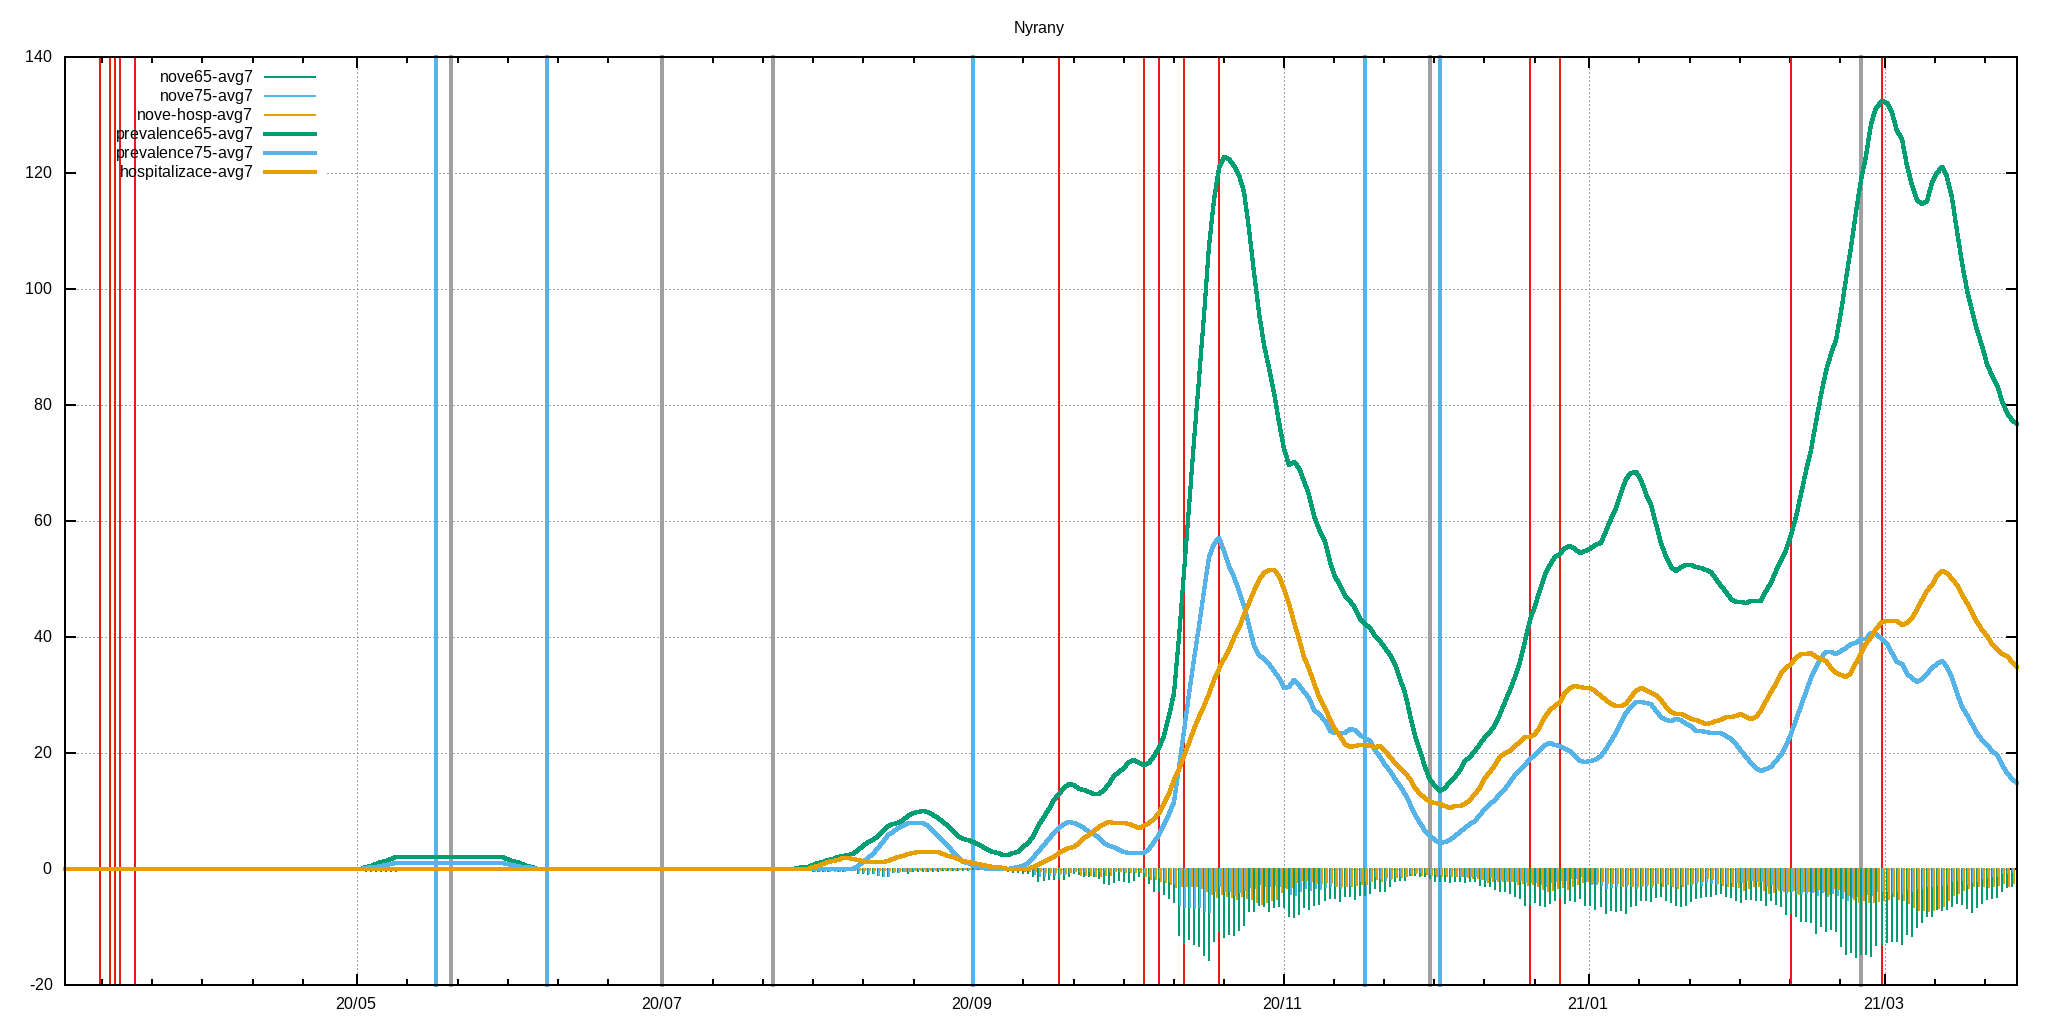 Nyrany
140
120
100
80
60
40
20
0
-20
nove65-avg7
nove75-avg7
nove-hosp-avg7
prevalence65-avg7
prevalence75-avg7
hospitalizace-avg7
20/05
20/07
20/09
20/11
21/01
21/03